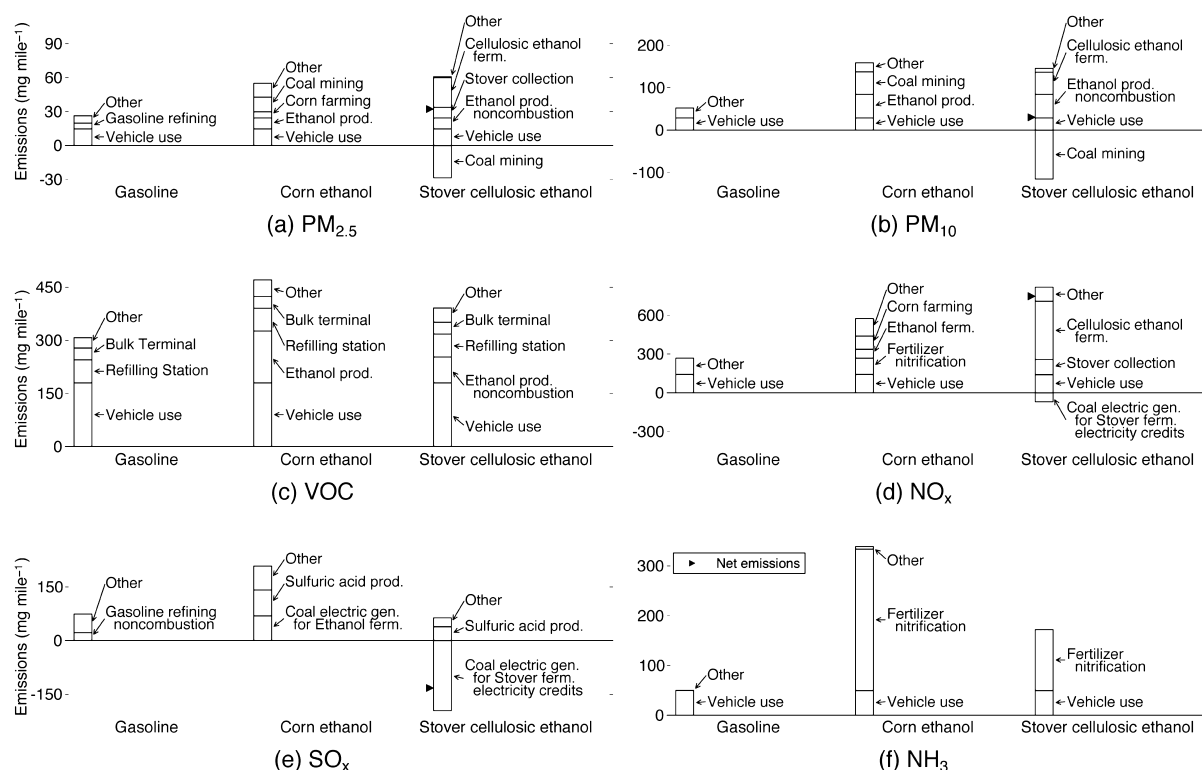 Emissions (mg mile⁻¹)
90
60
30
0
-30
Other
Gasoline refining
Vehicle use
Other
Coal mining
Corn farming
Ethanol prod.
Vehicle use
Other
Cellulosic ethanol
ferm.
Stover collection
Ethanol prod.
noncombustion
Vehicle use
Coal mining
Gasoline
Corn ethanol
Stover cellulosic ethanol
(a) PM2.5
200
100
0
-100
Other
Vehicle use
Other
Coal mining
Ethanol prod.
Vehicle use
Other
Cellulosic ethanol
ferm.
Ethanol prod.
noncombustion
Vehicle use
Coal mining
Gasoline
Corn ethanol
Stover cellulosic ethanol
(b) PM10
Emissions (mg mile⁻¹)
450
300
150
0
Other
Bulk Terminal
Refilling Station
Vehicle use
Other
Bulk terminal
Refilling station
Ethanol prod.
Vehicle use
Other
Bulk terminal
Refilling station
Ethanol prod.
noncombustion
Vehicle use
Gasoline
Corn ethanol
Stover cellulosic ethanol
(c) VOC
600
300
0
-300
Other
Vehicle use
Other
Corn farming
Ethanol ferm.
Fertilizer
nitrification
Vehicle use
Other
Cellulosic ethanol
ferm.
Stover collection
Vehicle use
Coal electric gen.
for Stover ferm.
electricity credits
Gasoline
Corn ethanol
Stover cellulosic ethanol
(d) NOx
Emissions (mg mile⁻¹)
150
0
-150
Other
Gasoline refining
noncombustion
Other
Sulfuric acid prod.
Coal electric gen.
for Ethanol ferm.
Other
Sulfuric acid prod.
Coal electric gen.
for Stover ferm.
electricity credits
Gasoline
Corn ethanol
Stover cellulosic ethanol
(e) SOx
300
200
100
0
Net emissions
Other
Vehicle use
Other
Fertilizer
nitrification
Vehicle use
Fertilizer
nitrification
Vehicle use
Gasoline
Corn ethanol
Stover cellulosic ethanol
(f) NH3